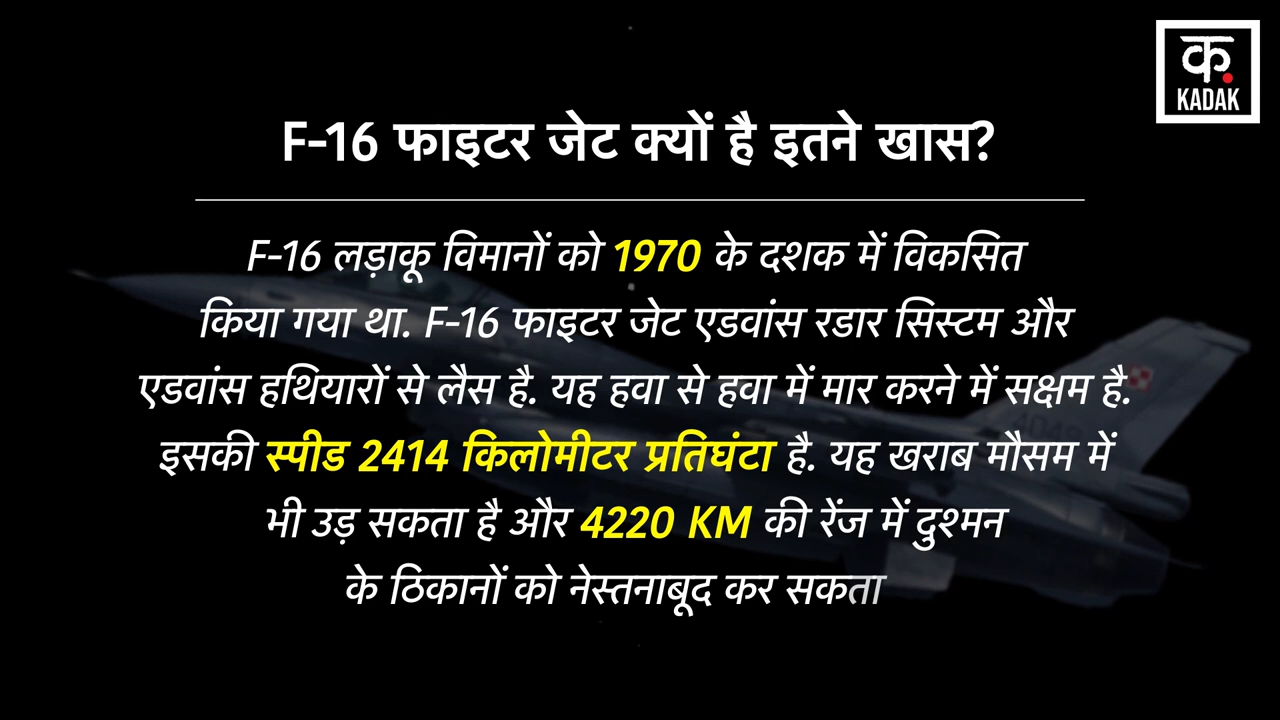 क.
KADAK
F-16 फाइटर जेट क्यों है इतने खास?
F-16 लड़ाकू विमानों को 1970 के दशक में विकसित
किया गया था. F-16 फाइटर जेट एडवांस रडार सिस्टम और
एडवांस हथियारों से लैस है. यह हवा से हवा में मार करने में सक्षम है.
इसकी स्पीड 2414 किलोमीटर प्रतिघंटा है. यह खराब मौसम में
भी उड़ सकता है और 4220 KM की रेंज में दुश्मन
के ठिकानों को नेस्तनाबूद कर सकता